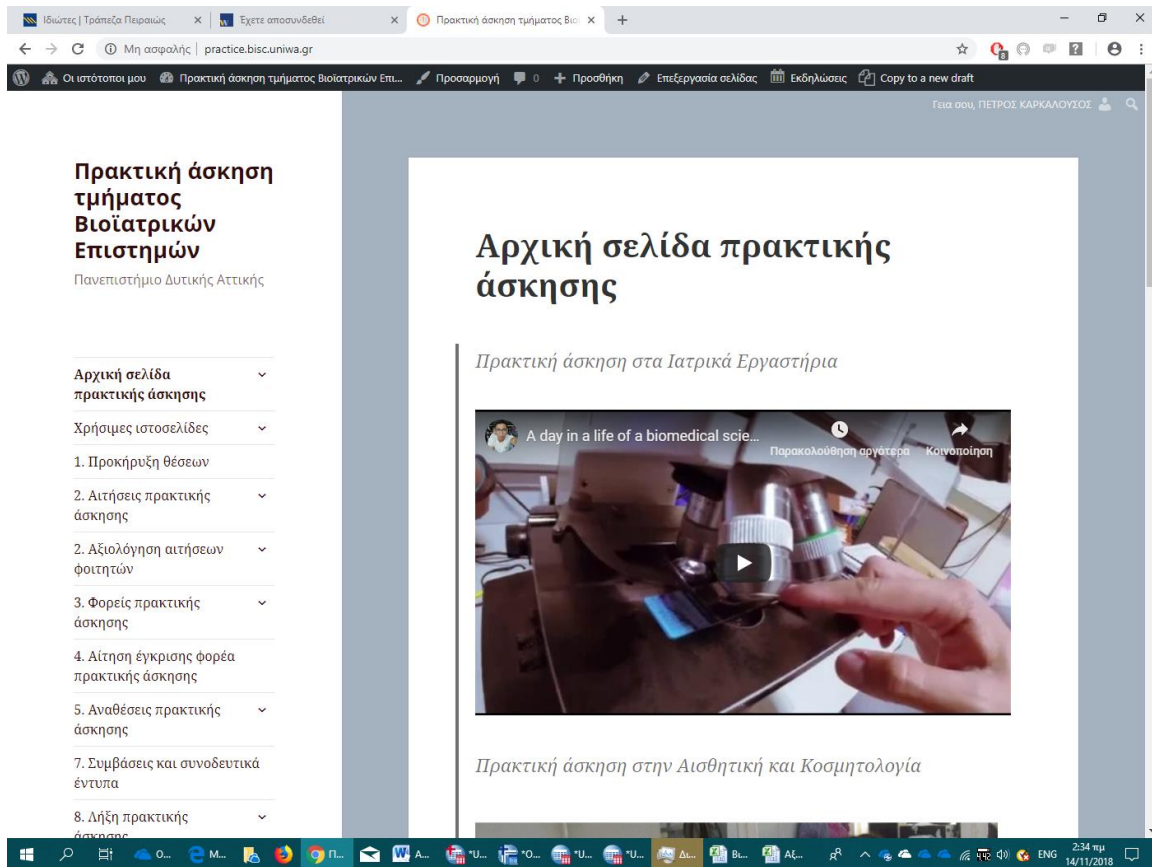 Ιδιώτες | Τράπεζα Πειραιώς
Έχετε αποσυνδεθεί
Πρακτική άσκηση τμήματος Βιο
Μη ασφαλής | practice.bisc.uniwa.gr
Οι ιστότοποι μου Πρακτική άσκηση τμήματος Βιοϊατρικών Επι... Προσαρμογή 0 Προσθήκη Επεξεργασία σελίδας Εκδηλώσεις Copy to a new draft
Γεια σου, ΠΕΤΡΟΣ ΚΑΡΚΑΛΟΥΣΟΣ
Πρακτική άσκηση
τμήματος
Βιοϊατρικών
Επιστημών
Πανεπιστήμιο Δυτικής Αττικής
Αρχική σελίδα
πρακτικής άσκησης
Χρήσιμες ιστοσελίδες
1. Προκήρυξη θέσεων
2. Αιτήσεις πρακτικής
άσκησης
2. Αξιολόγηση αιτήσεων
φοιτητών
3. Φορείς πρακτικής
άσκησης
4. Αίτηση έγκρισης φορέα
πρακτικής άσκησης
5. Αναθέσεις πρακτικής
άσκησης
7. Συμβάσεις και συνοδευτικά
έντυπα
8. Λήξη πρακτικής
άσκησης
Αρχική σελίδα πρακτικής
άσκησης
Πρακτική άσκηση στα Ιατρικά Εργαστήρια
A day in a life of a biomedical scie...
Παρακολούθηση αργότερα Κοινοποίηση
Πρακτική άσκηση στην Αισθητική και Κοσμητολογία
O... M... Π... A... *U... *O... *U... *U... Δι... Βι... Αξ... ENG 2:34 πμ
14/11/2018